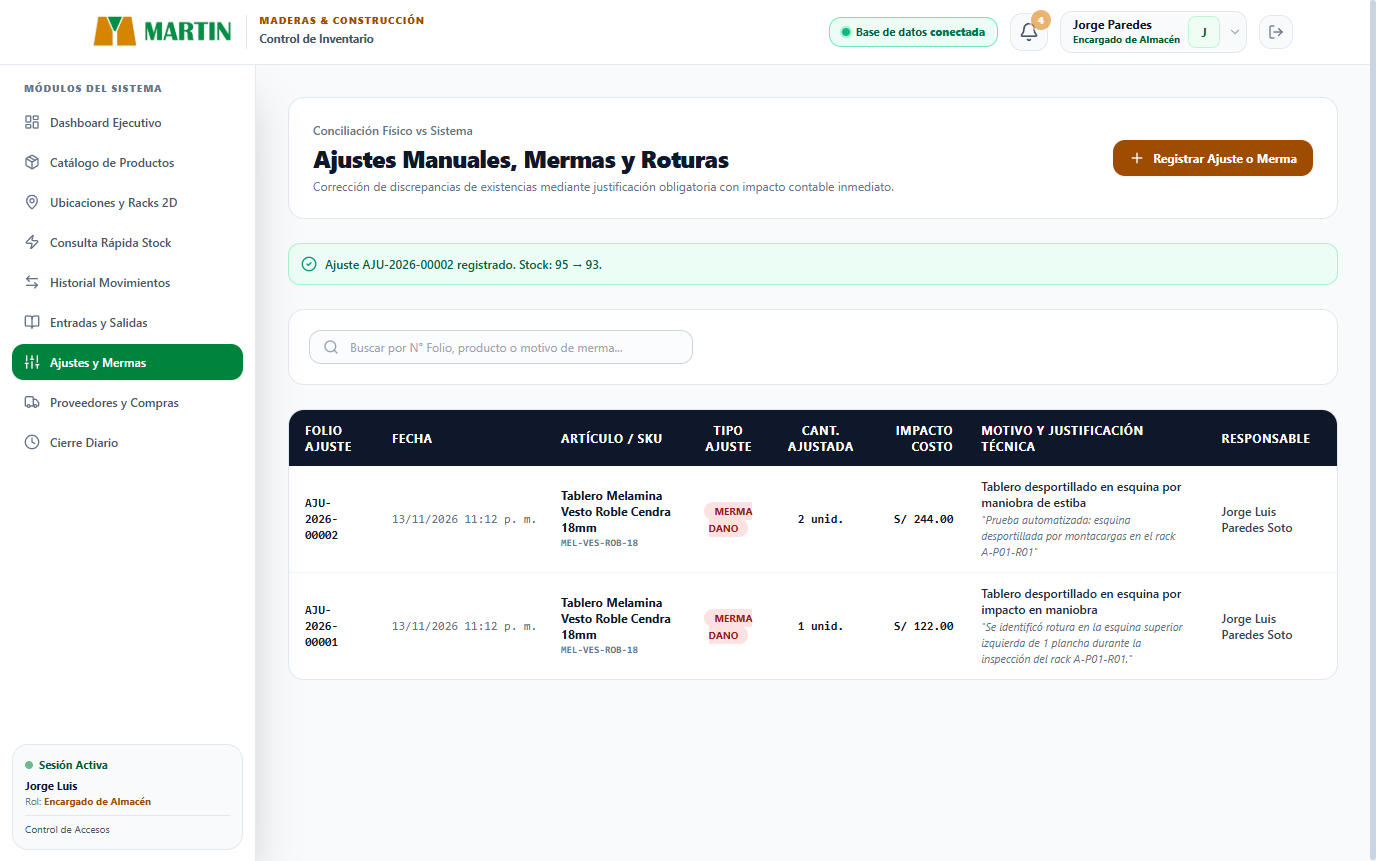 MARTIN
MADERAS & CONSTRUCCIÓN
Control de Inventario
Base de datos conectada
4
Jorge Paredes
Encargado de Almacén
J
MÓDULOS DEL SISTEMA
Dashboard Ejecutivo
Catálogo de Productos
Ubicaciones y Racks 2D
Consulta Rápida Stock
Historial Movimientos
Entradas y Salidas
Ajustes y Mermas
Proveedores y Compras
Cierre Diario
Sesión Activa
Jorge Luis
Rol: Encargado de Almacén
Control de Accesos
Conciliación Físico vs Sistema
Ajustes Manuales, Mermas y Roturas
Corrección de discrepancias de existencias mediante justificación obligatoria con impacto contable inmediato.
Registrar Ajuste o Merma
Ajuste AJU-2026-00002 registrado. Stock: 95 → 93.
Buscar por N° Folio, producto o motivo de merma...
FOLIO
AJUSTE
FECHA
ARTÍCULO / SKU
TIPO
AJUSTE
CANT.
AJUSTADA
IMPACTO
COSTO
MOTIVO Y JUSTIFICACIÓN
TÉCNICA
RESPONSABLE
AJU-
2026-
00002
13/11/2026 11:12 p. m.
Tablero Melamina
Vesto Roble Cendra
18mm
MEL-VES-ROB-18
MERMA
DANO
2 unid.
S/ 244.00
Tablero desportillado en esquina por
maniobra de estiba
"Prueba automatizada: esquina
desportillada por montacargas en el rack
A-P01-R01"
Jorge Luis
Paredes Soto
AJU-
2026-
00001
13/11/2026 11:12 p. m.
Tablero Melamina
Vesto Roble Cendra
18mm
MEL-VES-ROB-18
MERMA
DANO
1 unid.
S/ 122.00
Tablero desportillado en esquina por
impacto en maniobra
"Se identificó rotura en la esquina superior
izquierda de 1 plancha durante la
inspección del rack A-P01-R01."
Jorge Luis
Paredes Soto